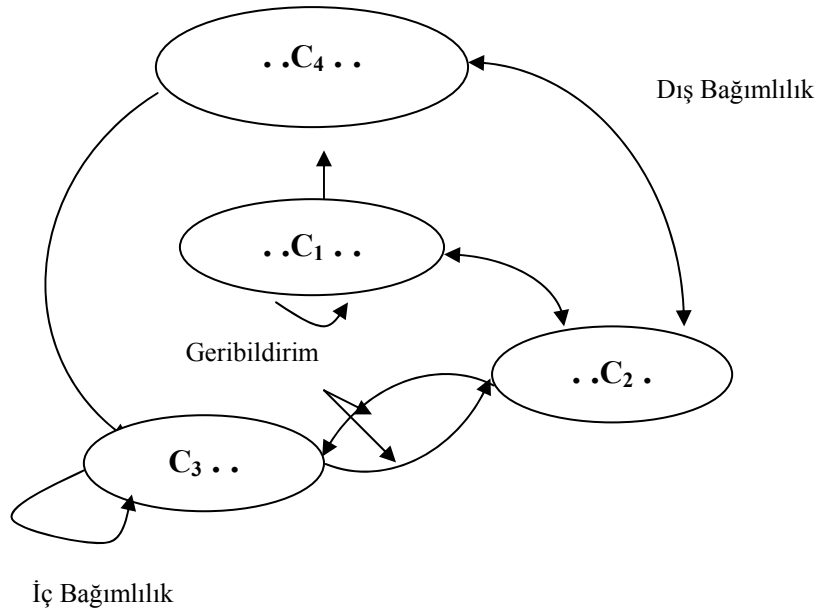 . .C₄ . .
Dış Bağımlılık
. .C₁ . .
Geribildirim
. .C₂ .
C₃ . .
İç Bağımlılık